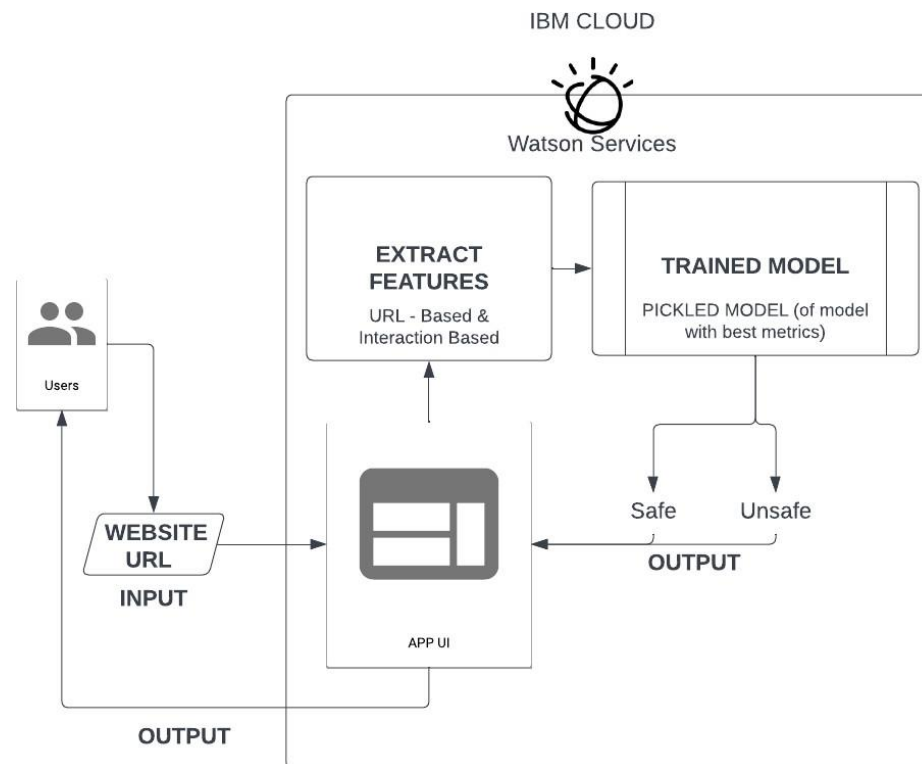 IBM CLOUD
Watson Services
EXTRACT
FEATURES
URL - Based &
Interaction Based
TRAINED MODEL
PICKLED MODEL (of model
with best metrics)
Users
Safe
Unsafe
WEBSITE
URL
INPUT
OUTPUT
APP UI
OUTPUT